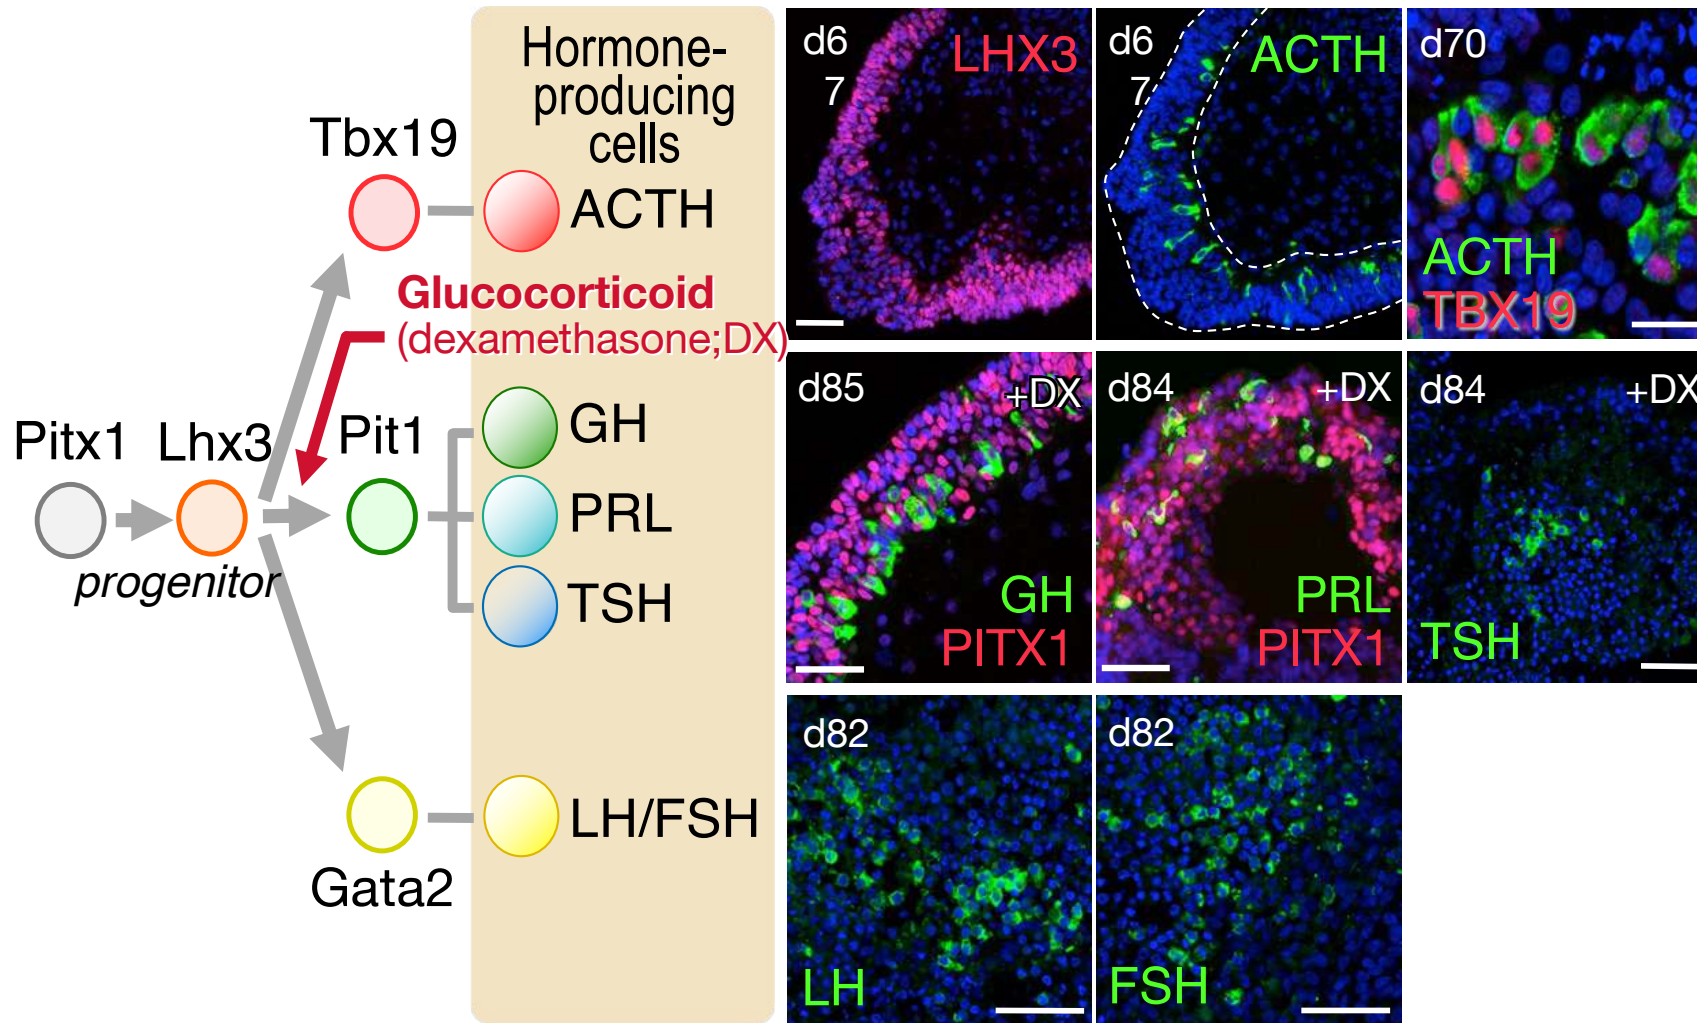 Hormone-
producing
cells
Tbx19
ACTH
Glucocorticoid
(dexamethasone;DX)
Pitx1
Lhx3
Pit1
progenitor
GH
PRL
TSH
LH/FSH
Gata2
d6
7
LHX3
d6
7
ACTH
d70
ACTH
TBX19
d85
+DX
GH
PITX1
d84
+DX
PRL
PITX1
d84
+DX
TSH
d82
LH
d82
FSH